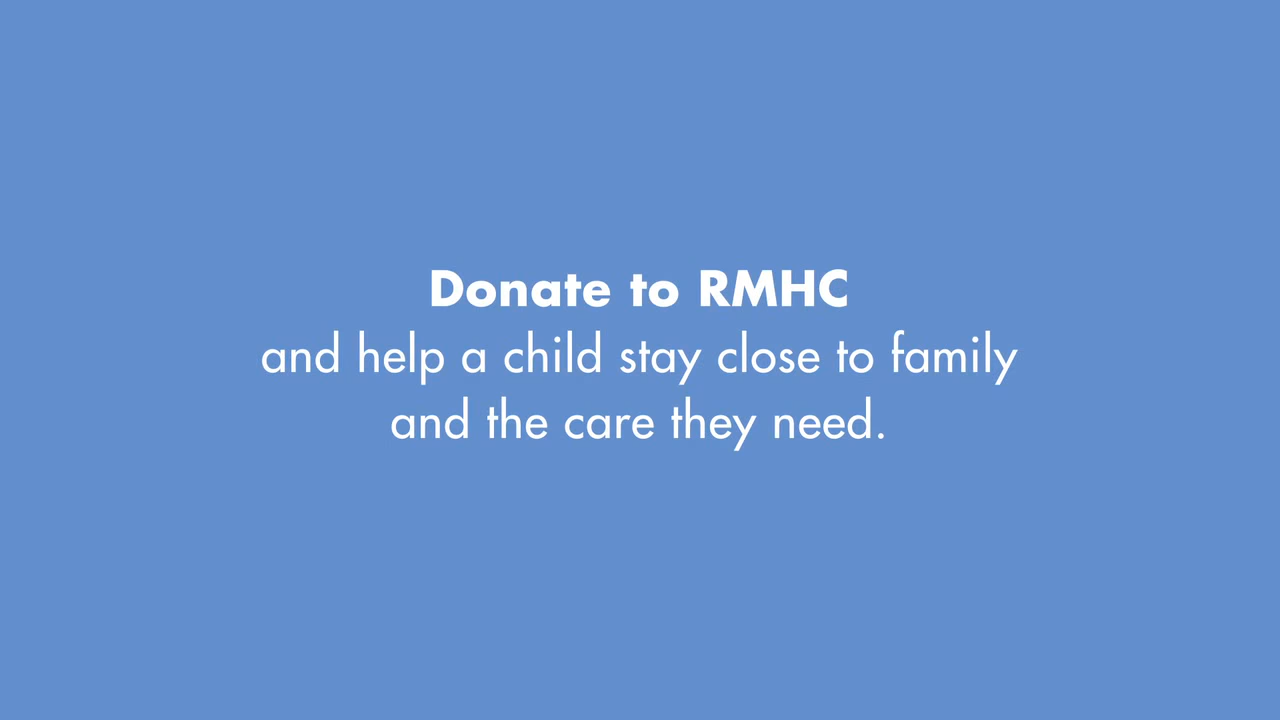 Donate to RMHC
and help a child stay close to family
and the care they need.